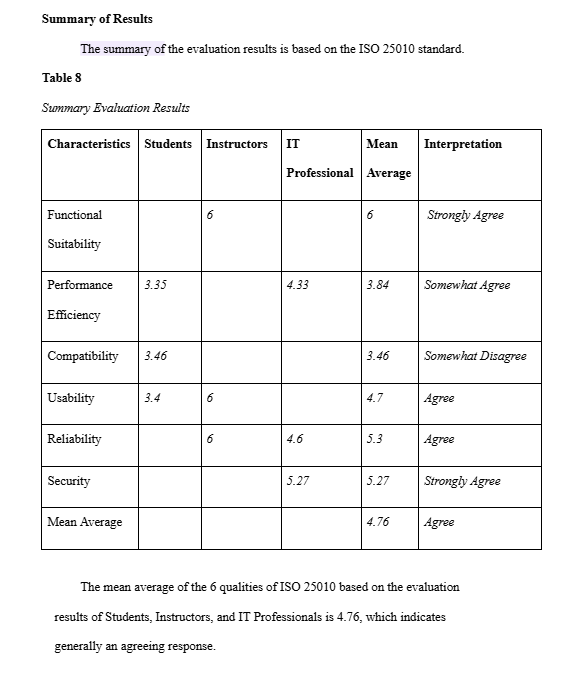 Summary of Results
The summary of the evaluation results is based on the ISO 25010 standard.
Table 8
Summary Evaluation Results
Characteristics Students Instructors IT Professional Mean Average Interpretation
Functional Suitability 6 6 Strongly Agree
Performance Efficiency 3.35 4.33 3.84 Somewhat Agree
Compatibility 3.46 3.46 Somewhat Disagree
Usability 3.4 6 4.7 Agree
Reliability 6 4.6 5.3 Agree
Security 5.27 5.27 Strongly Agree
Mean Average 4.76 Agree
The mean average of the 6 qualities of ISO 25010 based on the evaluation
results of Students, Instructors, and IT Professionals is 4.76, which indicates
generally an agreeing response.